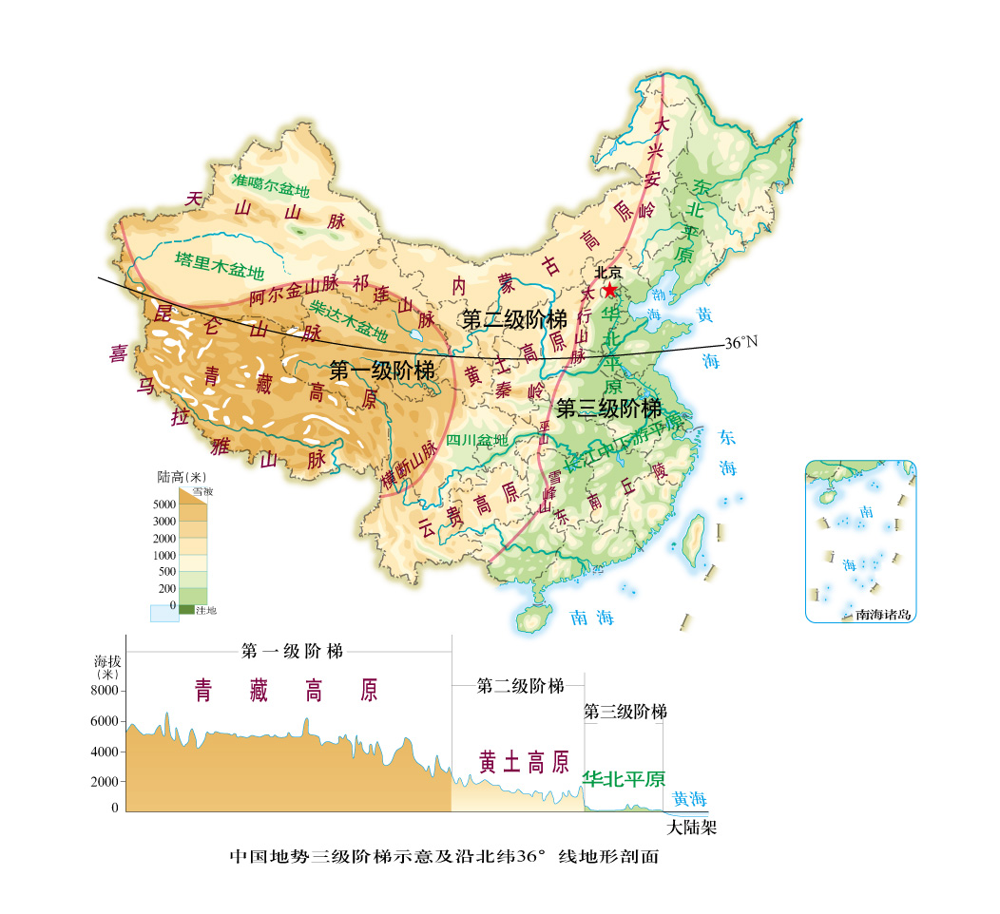 大兴安岭
东北平原
准噶尔盆地
天山山脉
塔里木盆地
内蒙古高原
北京
渤海
黄海
阿尔金山脉
祁连山脉
柴达木盆地
昆仑山脉
第二级阶梯
太行山脉
华北平原
36°N
喜马拉雅山脉
青藏高原
第一级阶梯
黄土高原
秦岭
第三级阶梯
四川盆地
巫山
长江中下游平原
东海
横断山脉
云贵高原
雪峰山
东南丘陵
南海
陆高(米)
雪被
5000
3000
2000
1000
500
200
0
洼地
南海
南海诸岛
海拔
(米)
8000
6000
4000
2000
0
第一级阶梯
青藏高原
第二级阶梯
黄土高原
第三级阶梯
华北平原
黄海
大陆架
中国地势三级阶梯示意及沿北纬36°线地形剖面